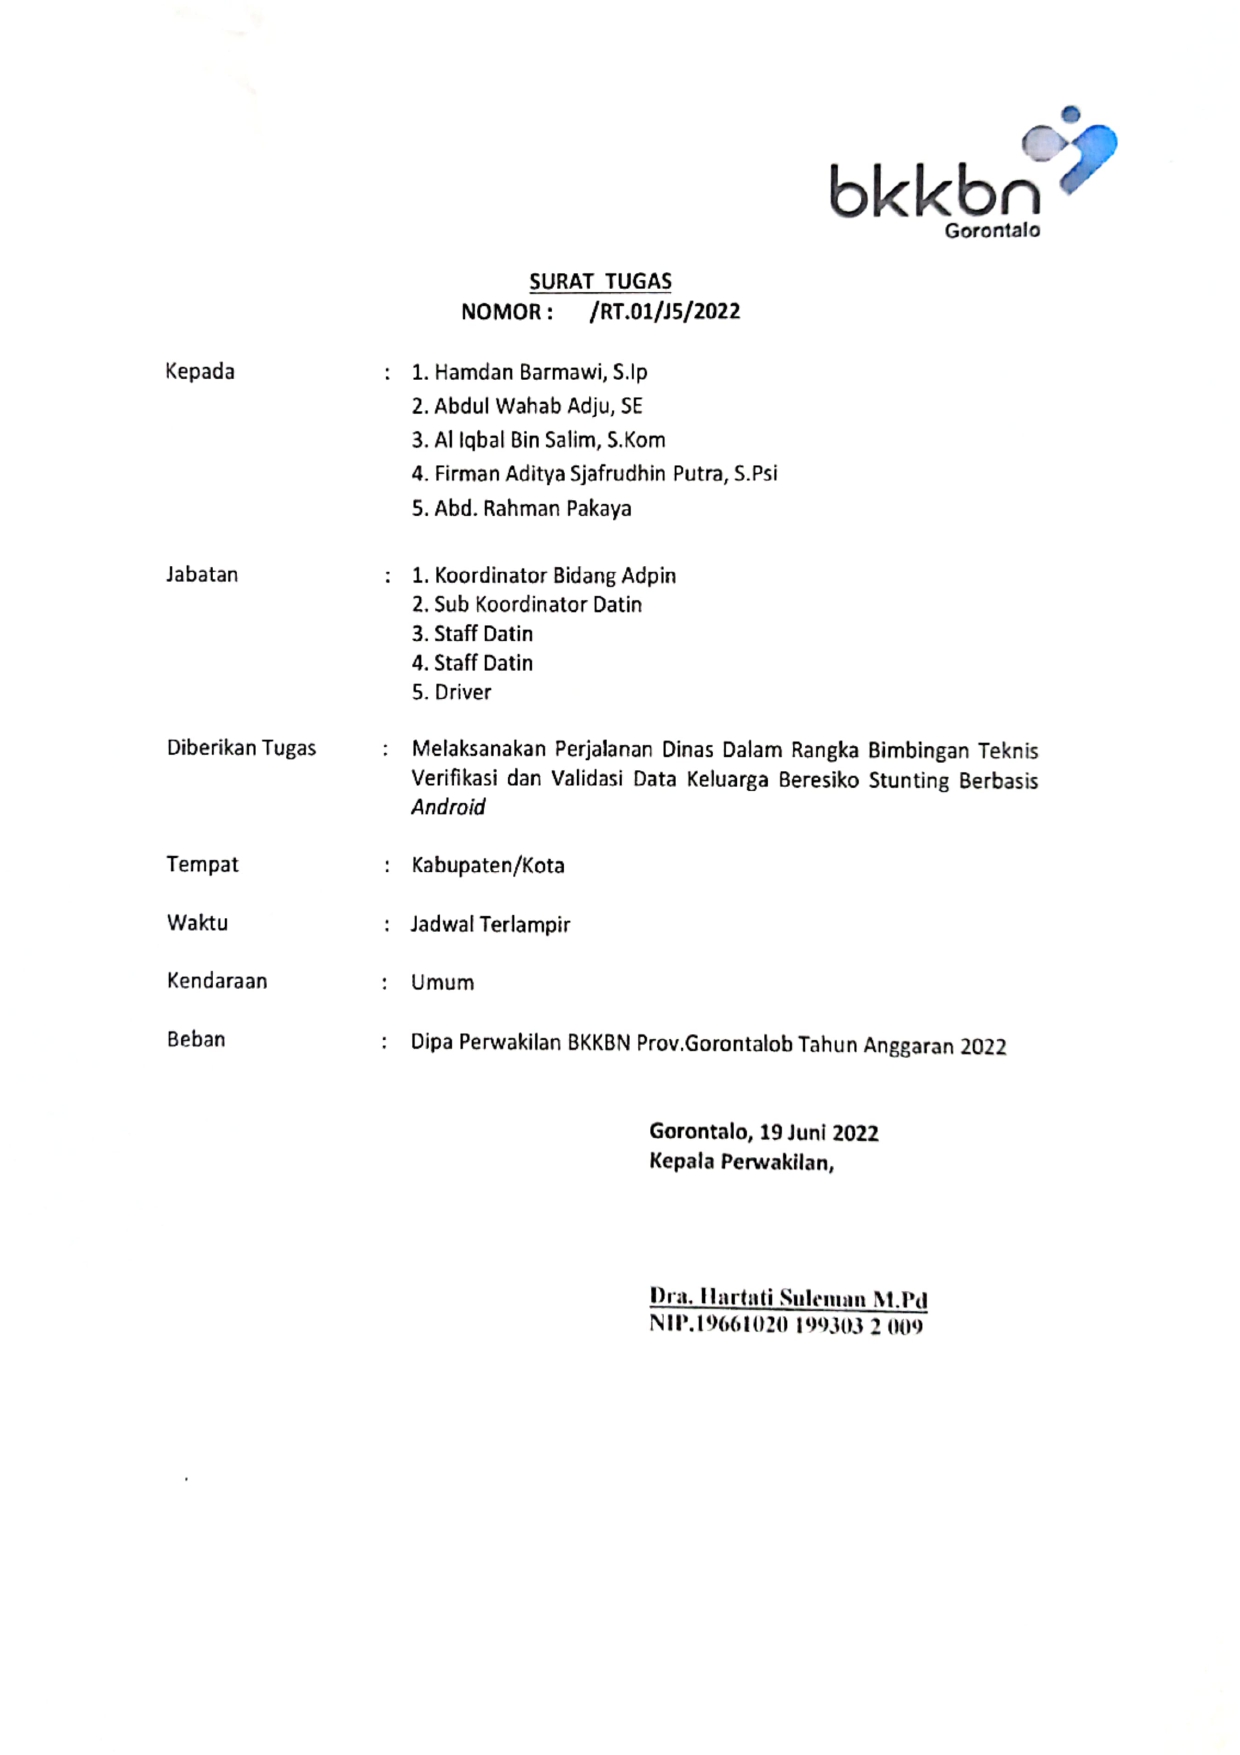 bkkbn
Gorontalo
SURAT TUGAS
NOMOR : /RT.01/J5/2022
Kepada : 1. Hamdan Barmawi, S.Ip
2. Abdul Wahab Adju, SE
3. Al Iqbal Bin Salim, S.Kom
4. Firman Aditya Sjafrudhin Putra, S.Psi
5. Abd. Rahman Pakaya
Jabatan : 1. Koordinator Bidang Adpin
2. Sub Koordinator Datin
3. Staff Datin
4. Staff Datin
5. Driver
Diberikan Tugas : Melaksanakan Perjalanan Dinas Dalam Rangka Bimbingan Teknis
Verifikasi dan Validasi Data Keluarga Beresiko Stunting Berbasis
Android
Tempat : Kabupaten/Kota
Waktu : Jadwal Terlampir
Kendaraan : Umum
Beban : Dipa Perwakilan BKKBN Prov.Gorontalob Tahun Anggaran 2022
Gorontalo, 19 Juni 2022
Kepala Perwakilan,
Dra. Hartati Suleman M.Pd
NIP.19661020 199303 2 009